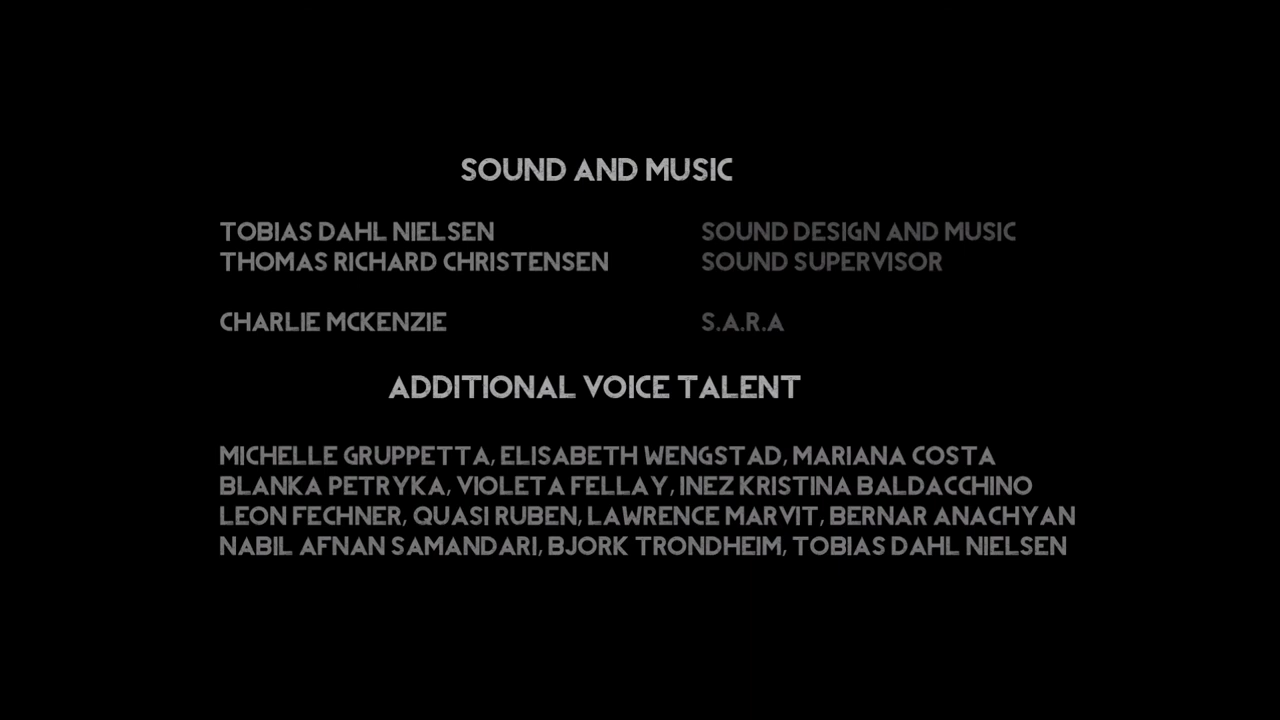 SOUND AND MUSIC
TOBIAS DAHL NIELSEN SOUND DESIGN AND MUSIC
THOMAS RICHARD CHRISTENSEN SOUND SUPERVISOR
CHARLIE MCKENZIE S.A.R.A
ADDITIONAL VOICE TALENT
MICHELLE GRUPPETTA, ELISABETH WENGSTAD, MARIANA COSTA
BLANKA PETRYKA, VIOLETA FELLAY, INEZ KRISTINA BALDACCHINO
LEON FECHNER, QUASI RUBEN, LAWRENCE MARVIT, BERNAR ANACHYAN
NABIL AFNAN SAMANDARI, BJORK TRONDHEIM, TOBIAS DAHL NIELSEN